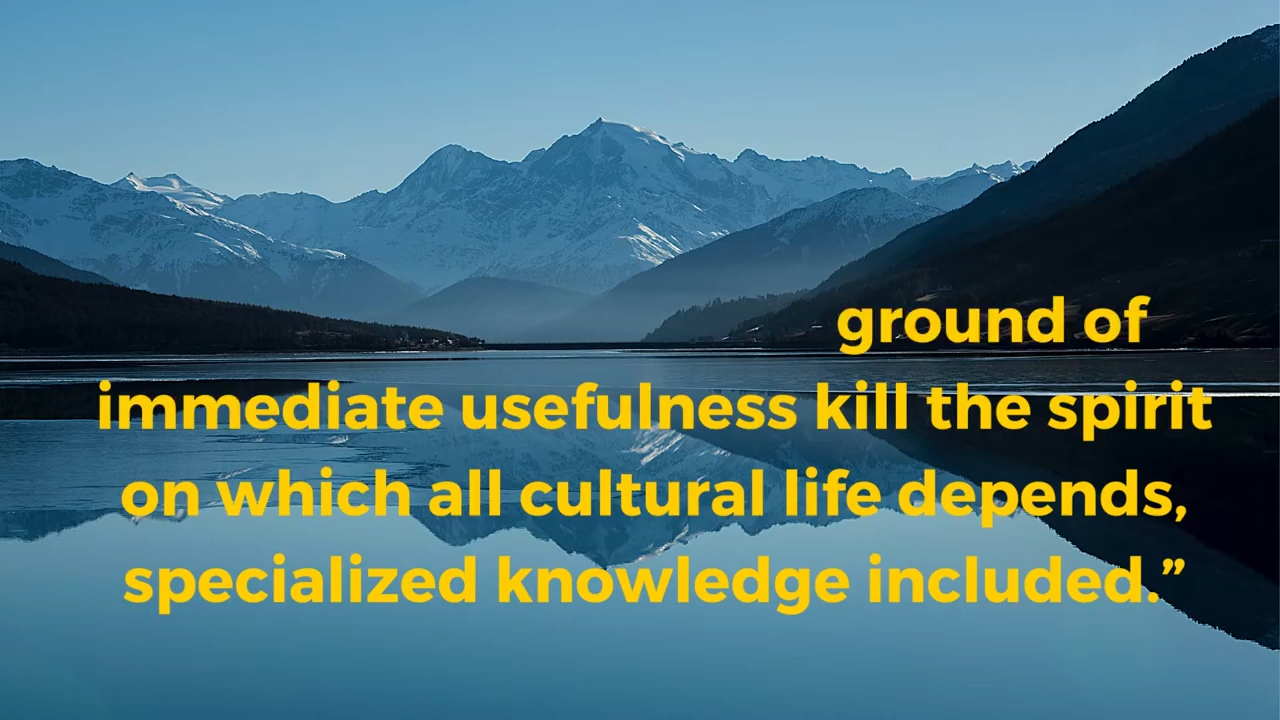 ground of
immediate usefulness kill the spirit
on which all cultural life depends,
specialized knowledge included.”